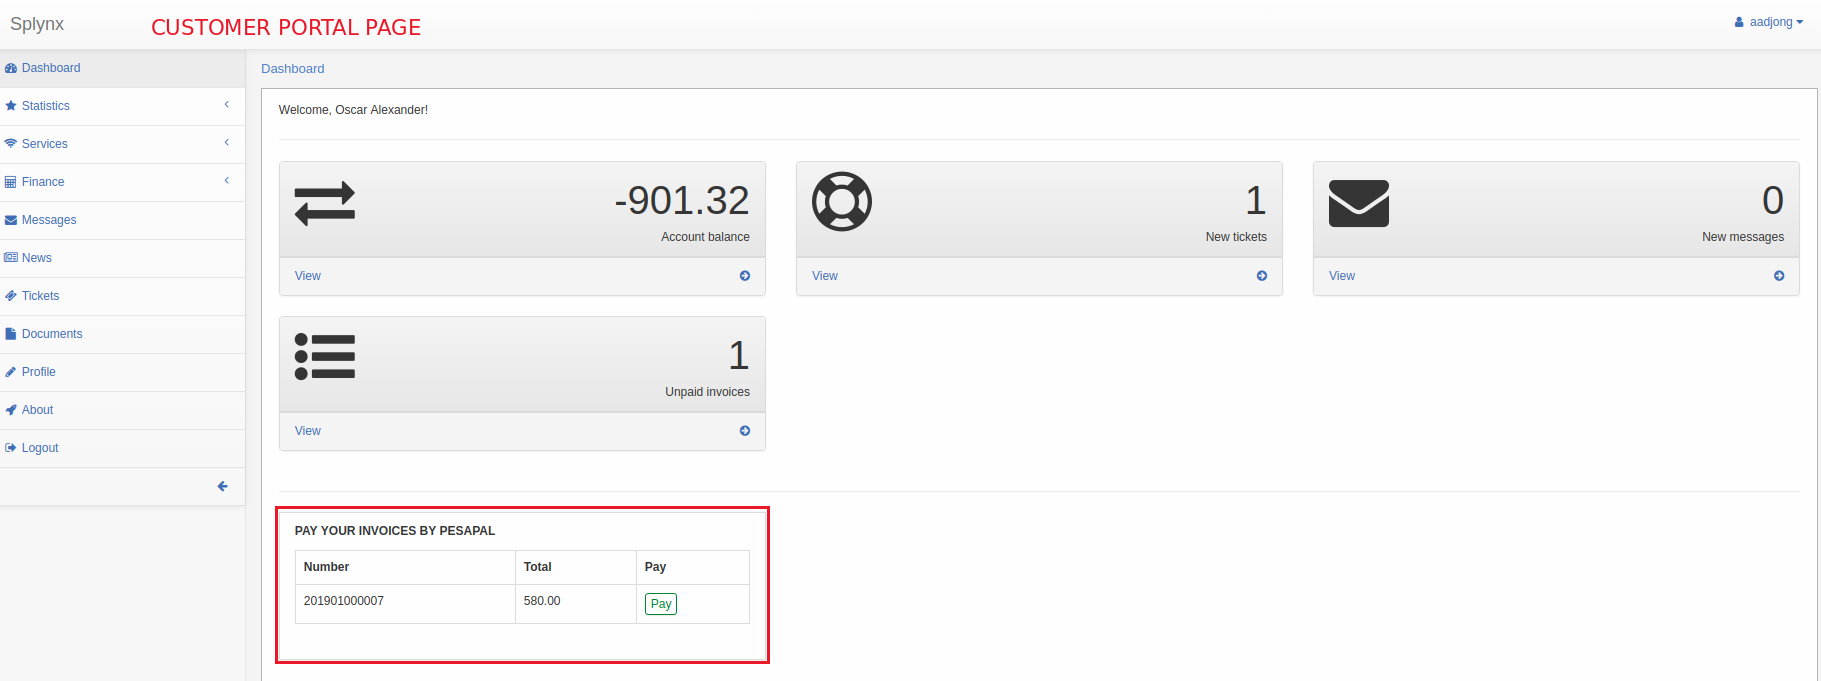 Splynx
CUSTOMER PORTAL PAGE
aadjong
Dashboard
Statistics
Services
Finance
Messages
News
Tickets
Documents
Profile
About
Logout
Dashboard
Welcome, Oscar Alexander!
-901.32
Account balance
View
1
New tickets
View
0
New messages
View
1
Unpaid invoices
View
PAY YOUR INVOICES BY PESAPAL
Number Total Pay
201901000007 580.00 Pay